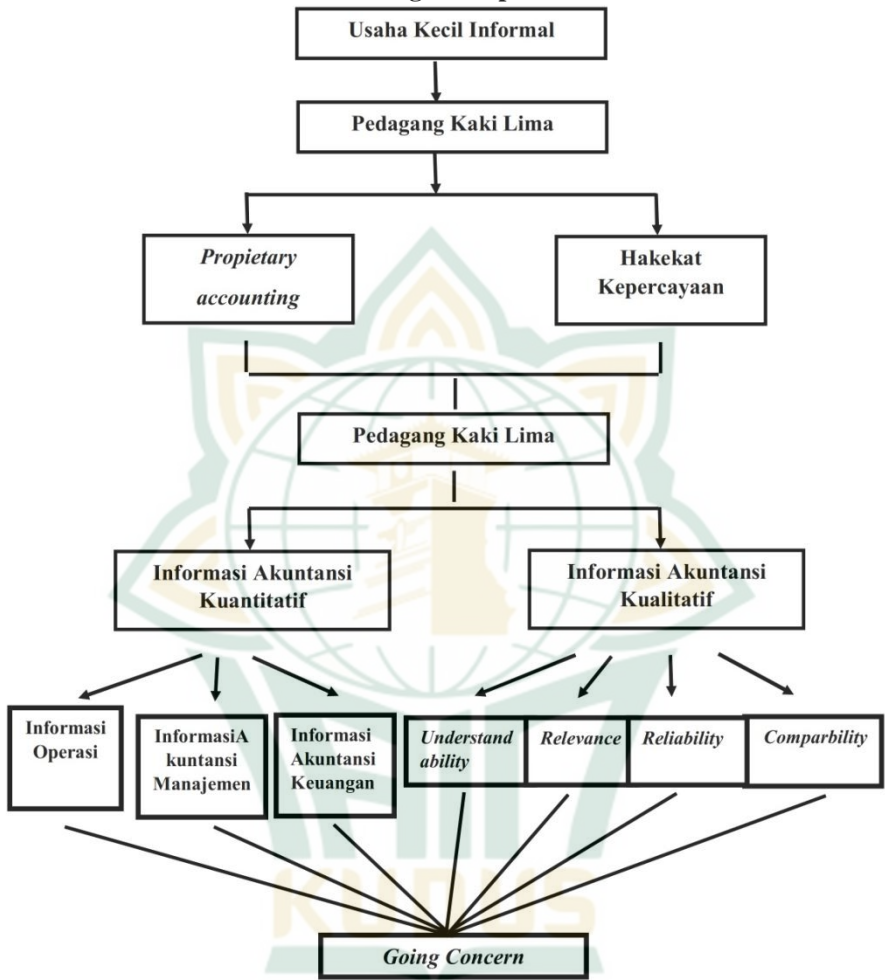 Usaha Kecil Informal
Pedagang Kaki Lima
Propietary
accounting
Hakekat
Kepercayaan
Pedagang Kaki Lima
Informasi Akuntansi
Kuantitatif
Informasi Akuntansi
Kualitatif
Informasi
Operasi
InformasiA
kuntansi
Manajemen
Informasi
Akuntansi
Keuangan
Understand
ability
Relevance
Reliability
Comparbility
KUDUS
Going Concern